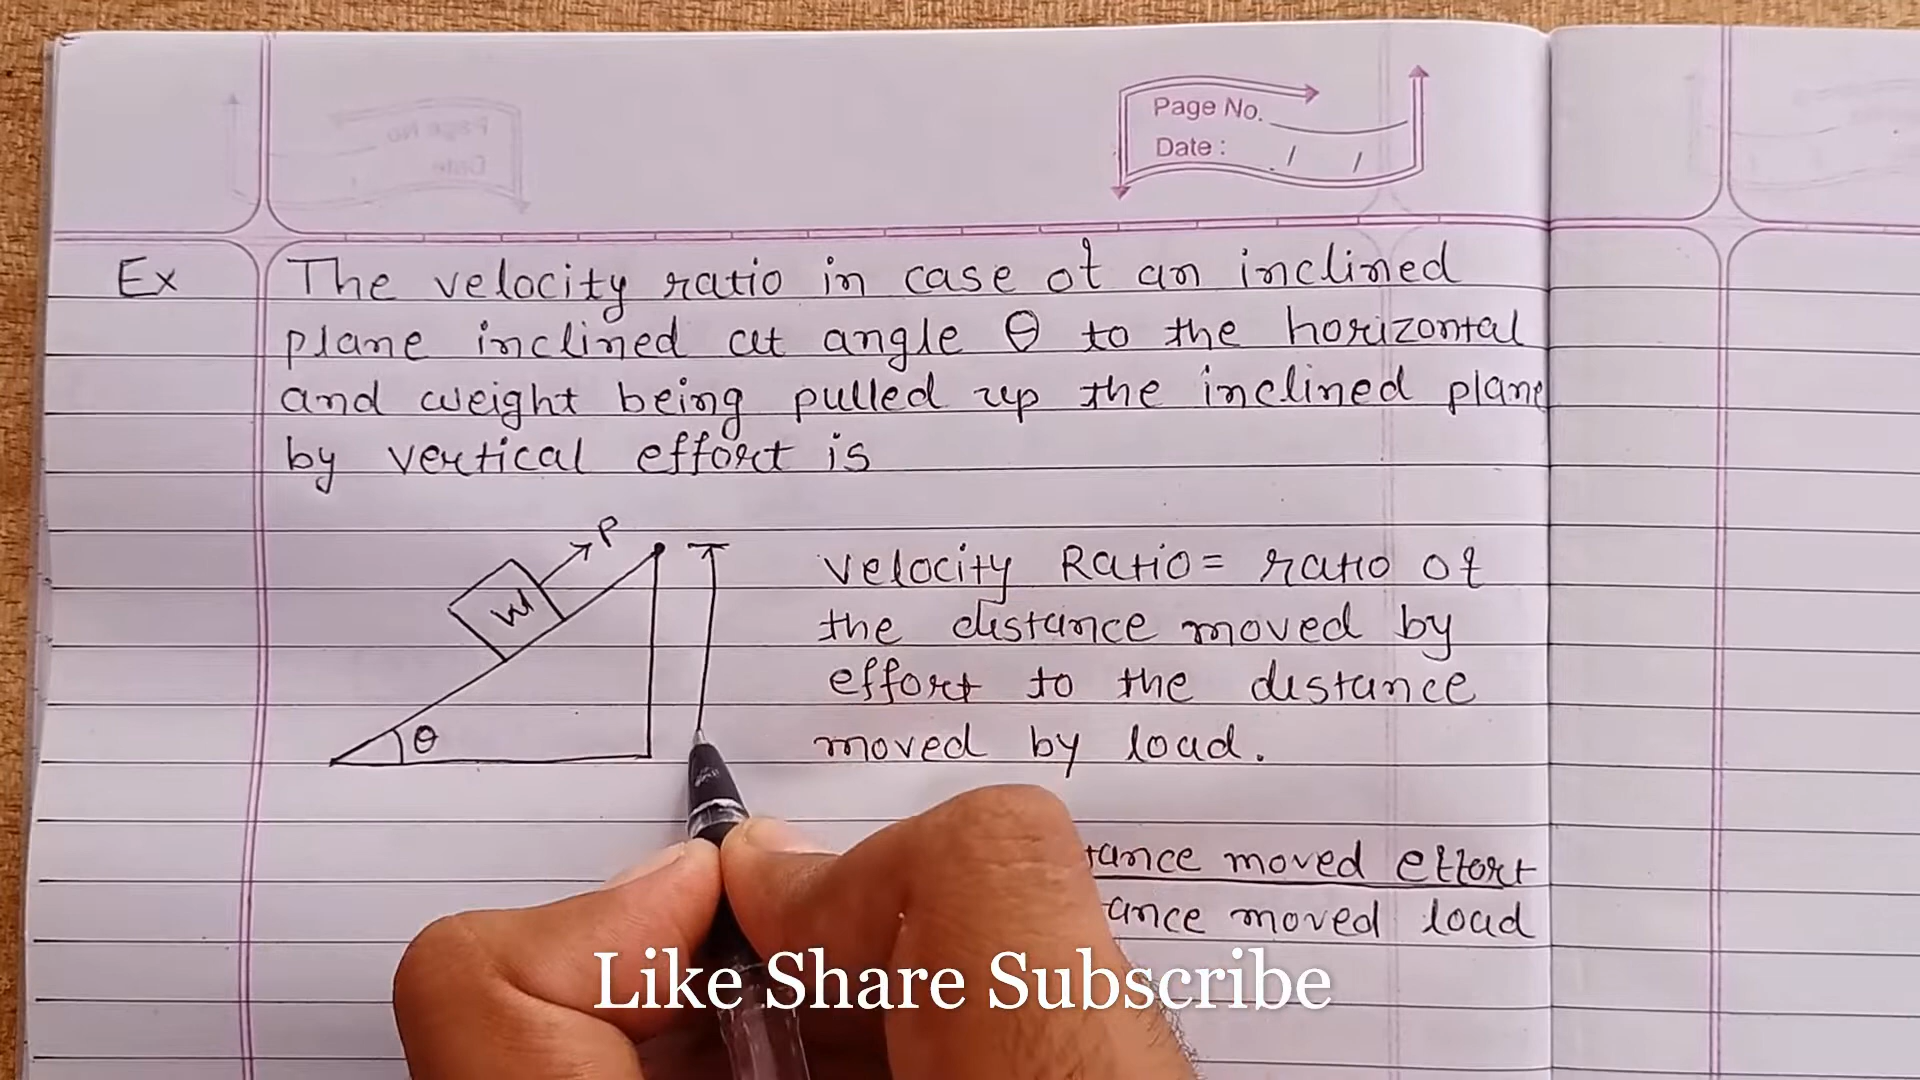 Page No.
Date : / /
Ex
The velocity ratio in case of an inclined
plane inclined at angle θ to the horizontal
and weight being pulled up the inclined plane
by vertical effort is
P
W
θ
Velocity Ratio = ratio of
the distance moved by
effort to the distance
moved by load.
tance moved effort
ance moved load
Like Share Subscribe